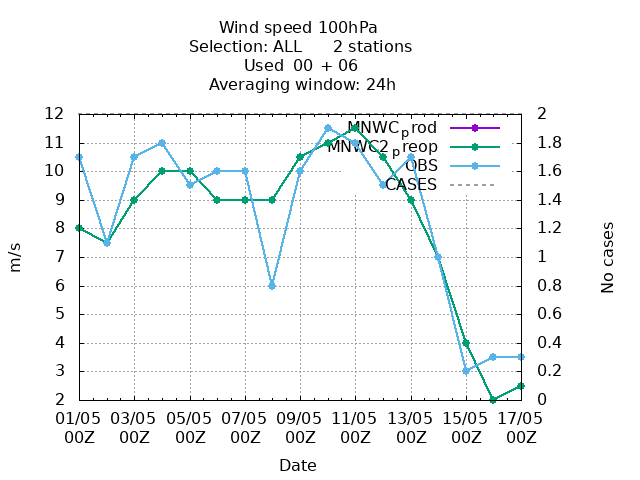 Wind speed 100hPa
Selection: ALL 2 stations
Used 00 + 06
Averaging window: 24h
12 2
MNWCprod
11 1.8
MNWC2preop
10 OBS 1.6
CASES
9 1.4
8 1.2
7 1
6 0.8
5 0.6
4 0.4
3 0.2
2 0
m/s
No cases
01/05 03/05 05/05 07/05 09/05 11/05 13/05 15/05 17/05
00Z 00Z 00Z 00Z 00Z 00Z 00Z 00Z 00Z
Date